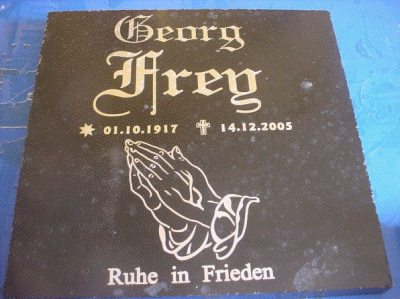 Georg
Frey
* 01.10.1917 ✝ 14.12.2005
Ruhe in Frieden